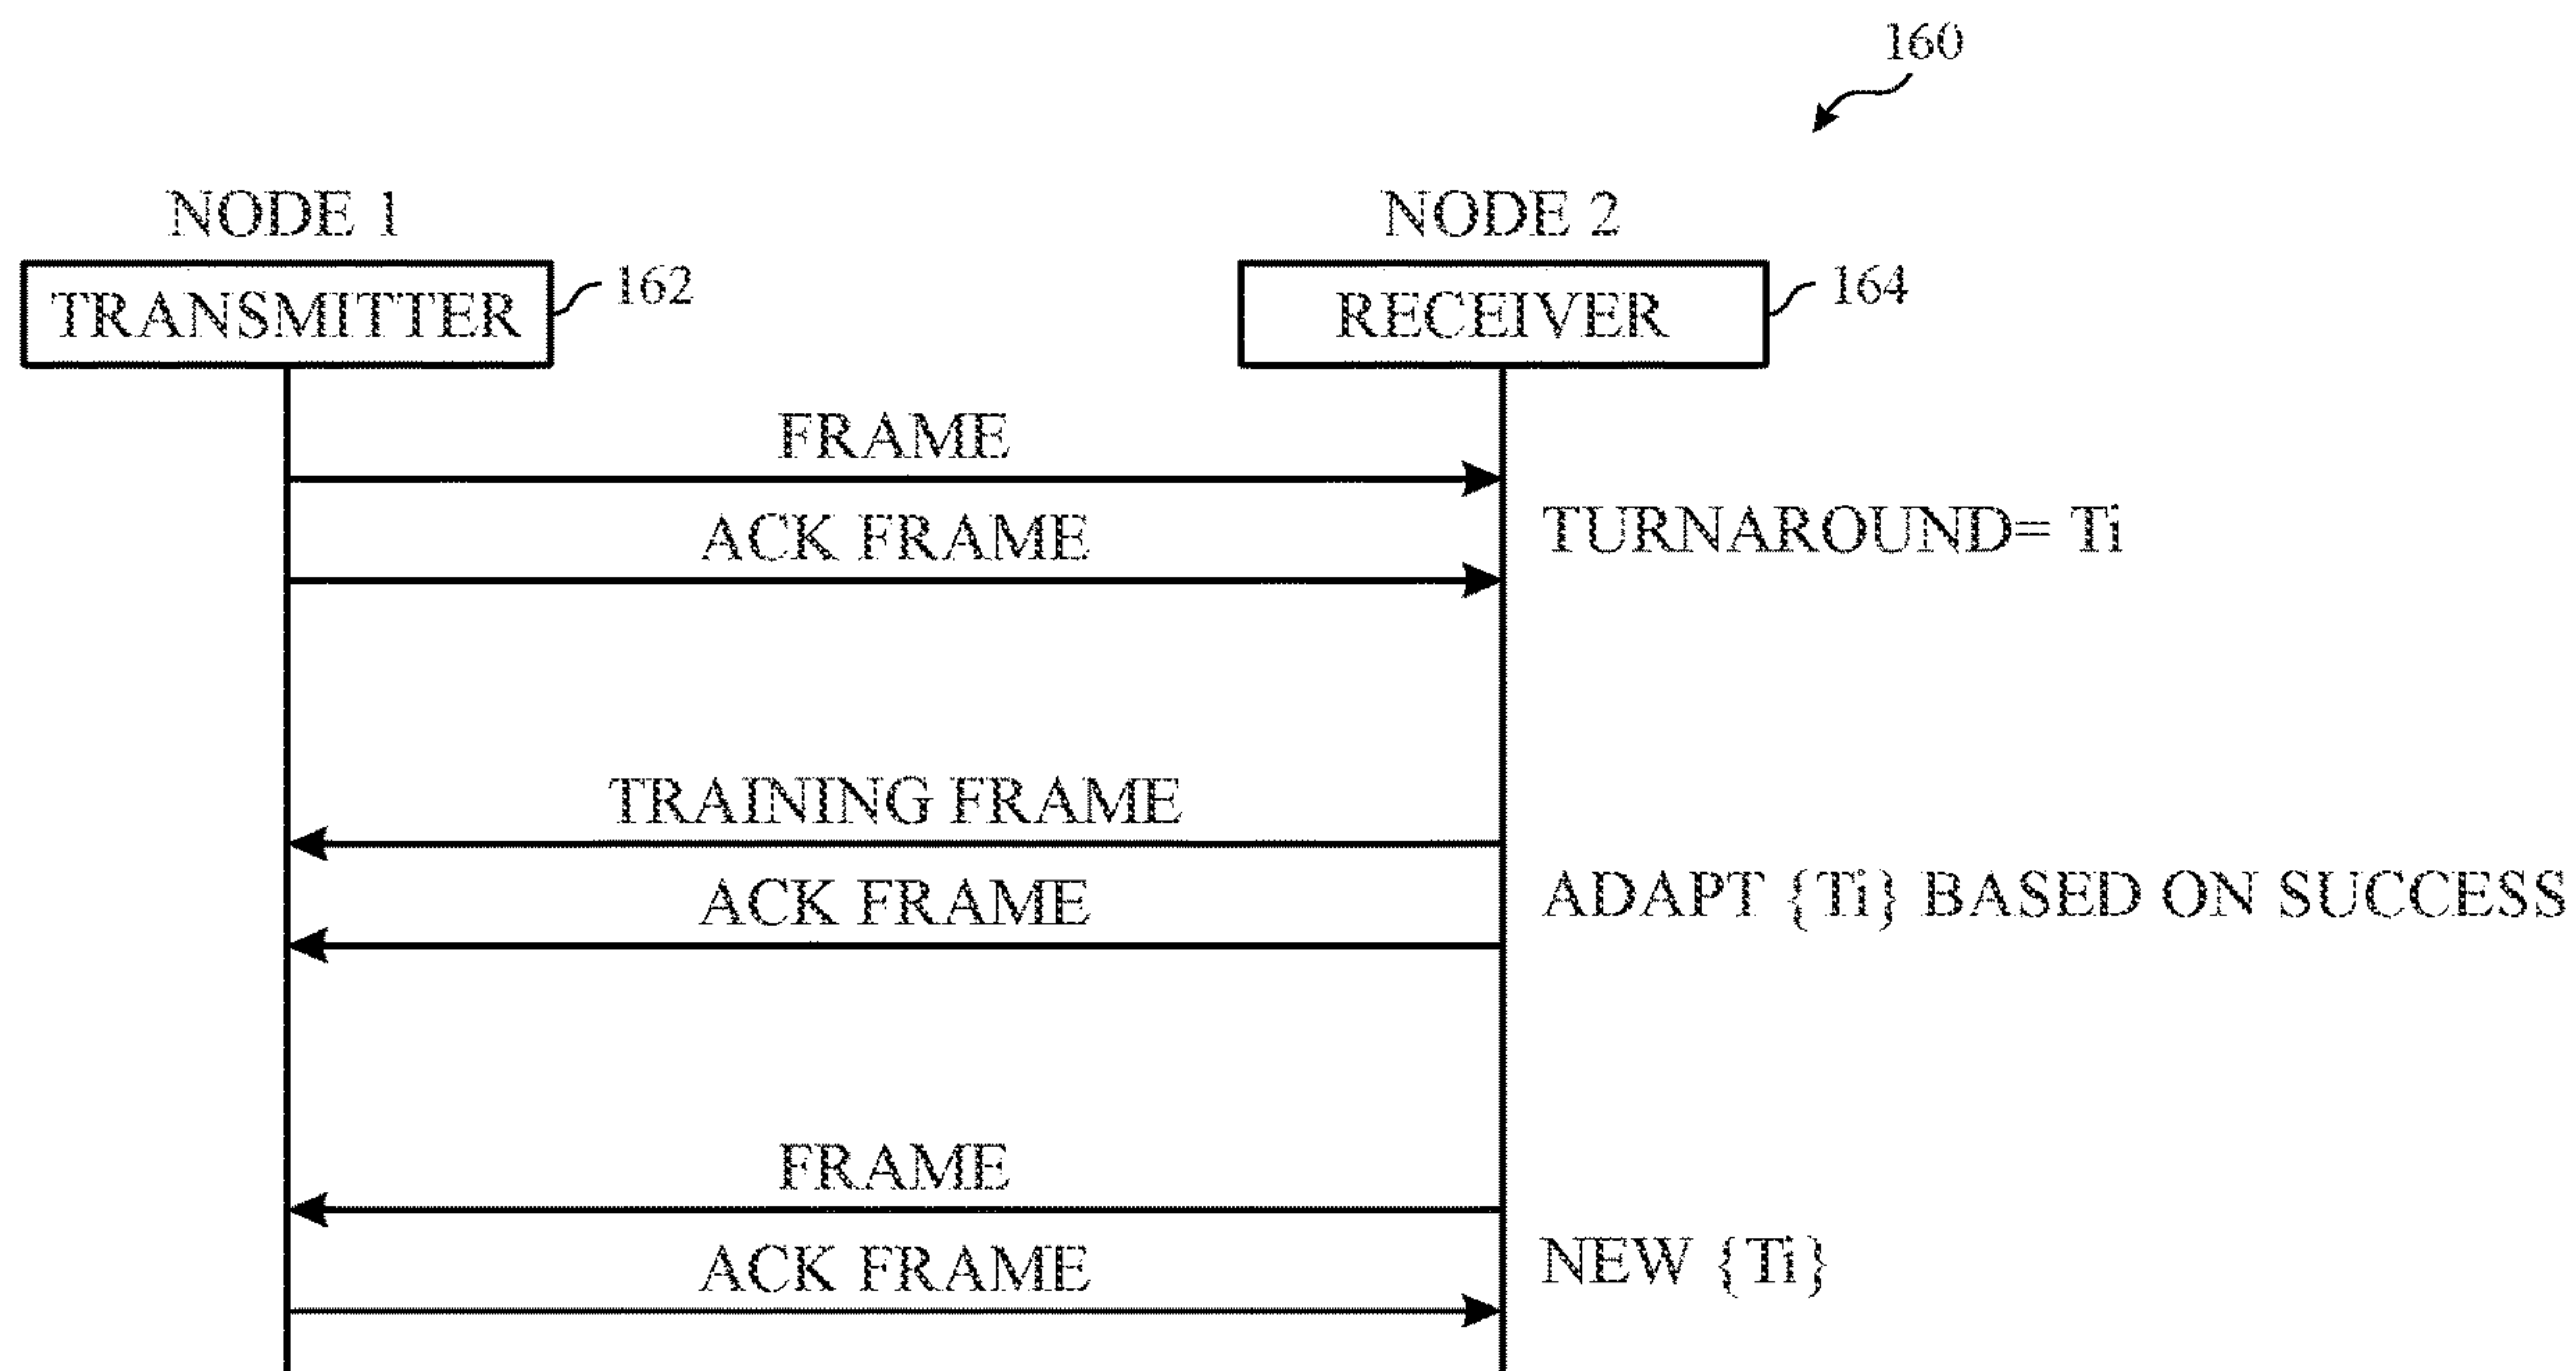 160
NODE 1
NODE 2
TRANSMITTER
162
RECEIVER
164
FRAME
ACK FRAME
TURNAROUND= Ti
TRAINING FRAME
ACK FRAME
ADAPT {Ti} BASED ON SUCCESS
FRAME
ACK FRAME
NEW {Ti}